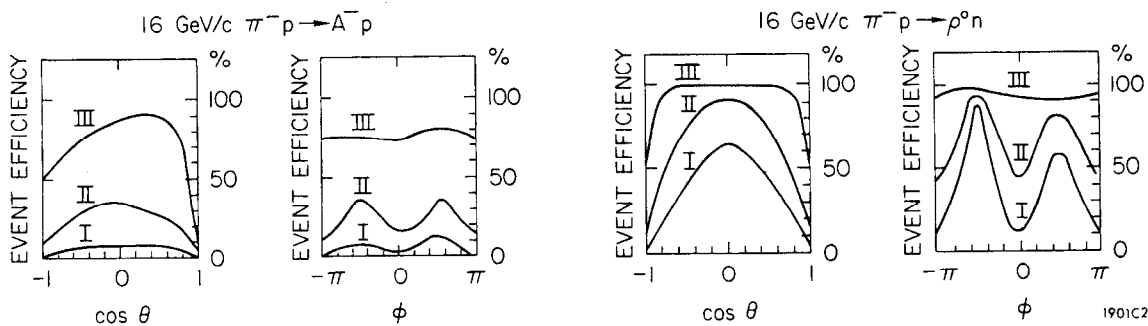 16 GeV/c π⁻p → A⁻p
EVENT EFFICIENCY
%
100
50
0
III
II
I
-1 0 1
cos θ
EVENT EFFICIENCY
%
100
50
0
III
II
I
-π 0 π
ϕ
16 GeV/c π⁻p → ρ⁰n
EVENT EFFICIENCY
%
100
50
0
III
II
I
-1 0 1
cos θ
EVENT EFFICIENCY
%
100
50
0
III
II
I
-π 0 π
ϕ
1901C2